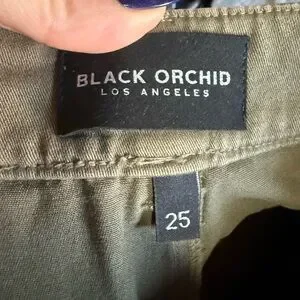 BLACK ORCHID
LOS ANGELES
25